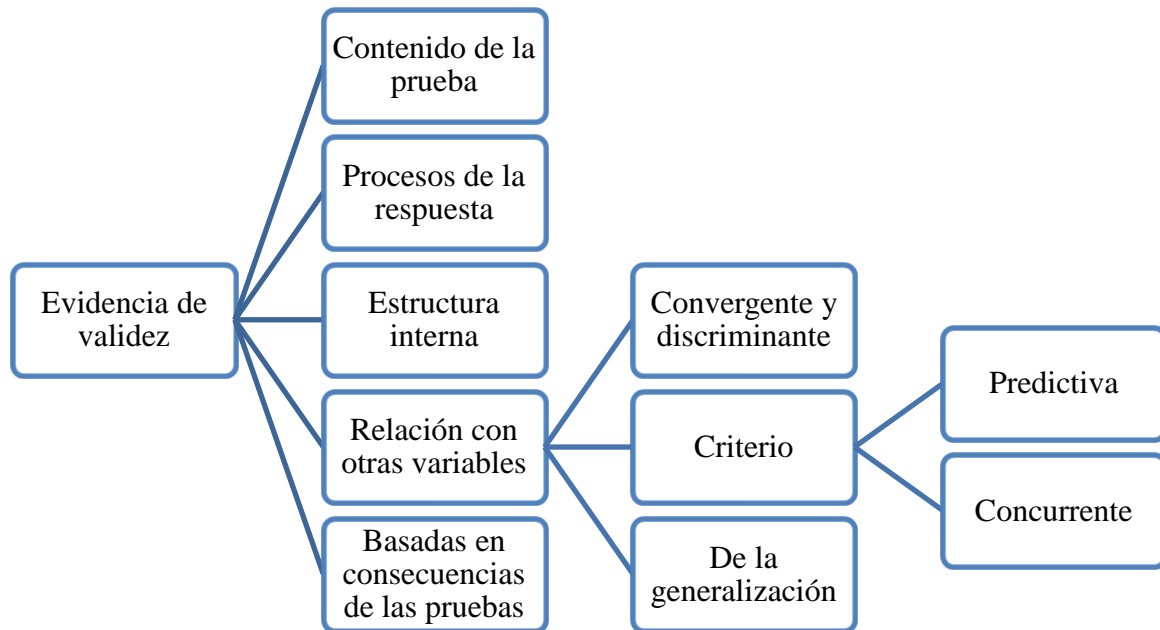 Evidencia de
validez
Contenido de la
prueba
Procesos de la
respuesta
Estructura
interna
Relación con
otras variables
Basadas en
consecuencias
de las pruebas
Convergente y
discriminante
Criterio
De la
generalización
Predictiva
Concurrente